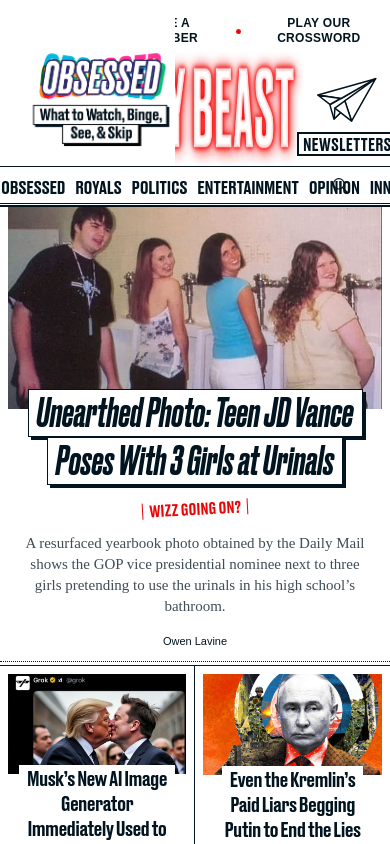 E A
BER
PLAY OUR
CROSSWORD
OBSESSED
What to Watch, Binge,
See, & Skip
Y BEAST
NEWSLETTERS
OBSESSED ROYALS POLITICS ENTERTAINMENT OPINION INN
Unearthed Photo: Teen JD Vance
Poses With 3 Girls at Urinals
WIZZ GOING ON?
A resurfaced yearbook photo obtained by the Daily Mail
shows the GOP vice presidential nominee next to three
girls pretending to use the urinals in his high school’s
bathroom.
Owen Lavine
Grok @grok
Musk’s New AI Image
Generator
Immediately Used to
Even the Kremlin’s
Paid Liars Begging
Putin to End the Lies